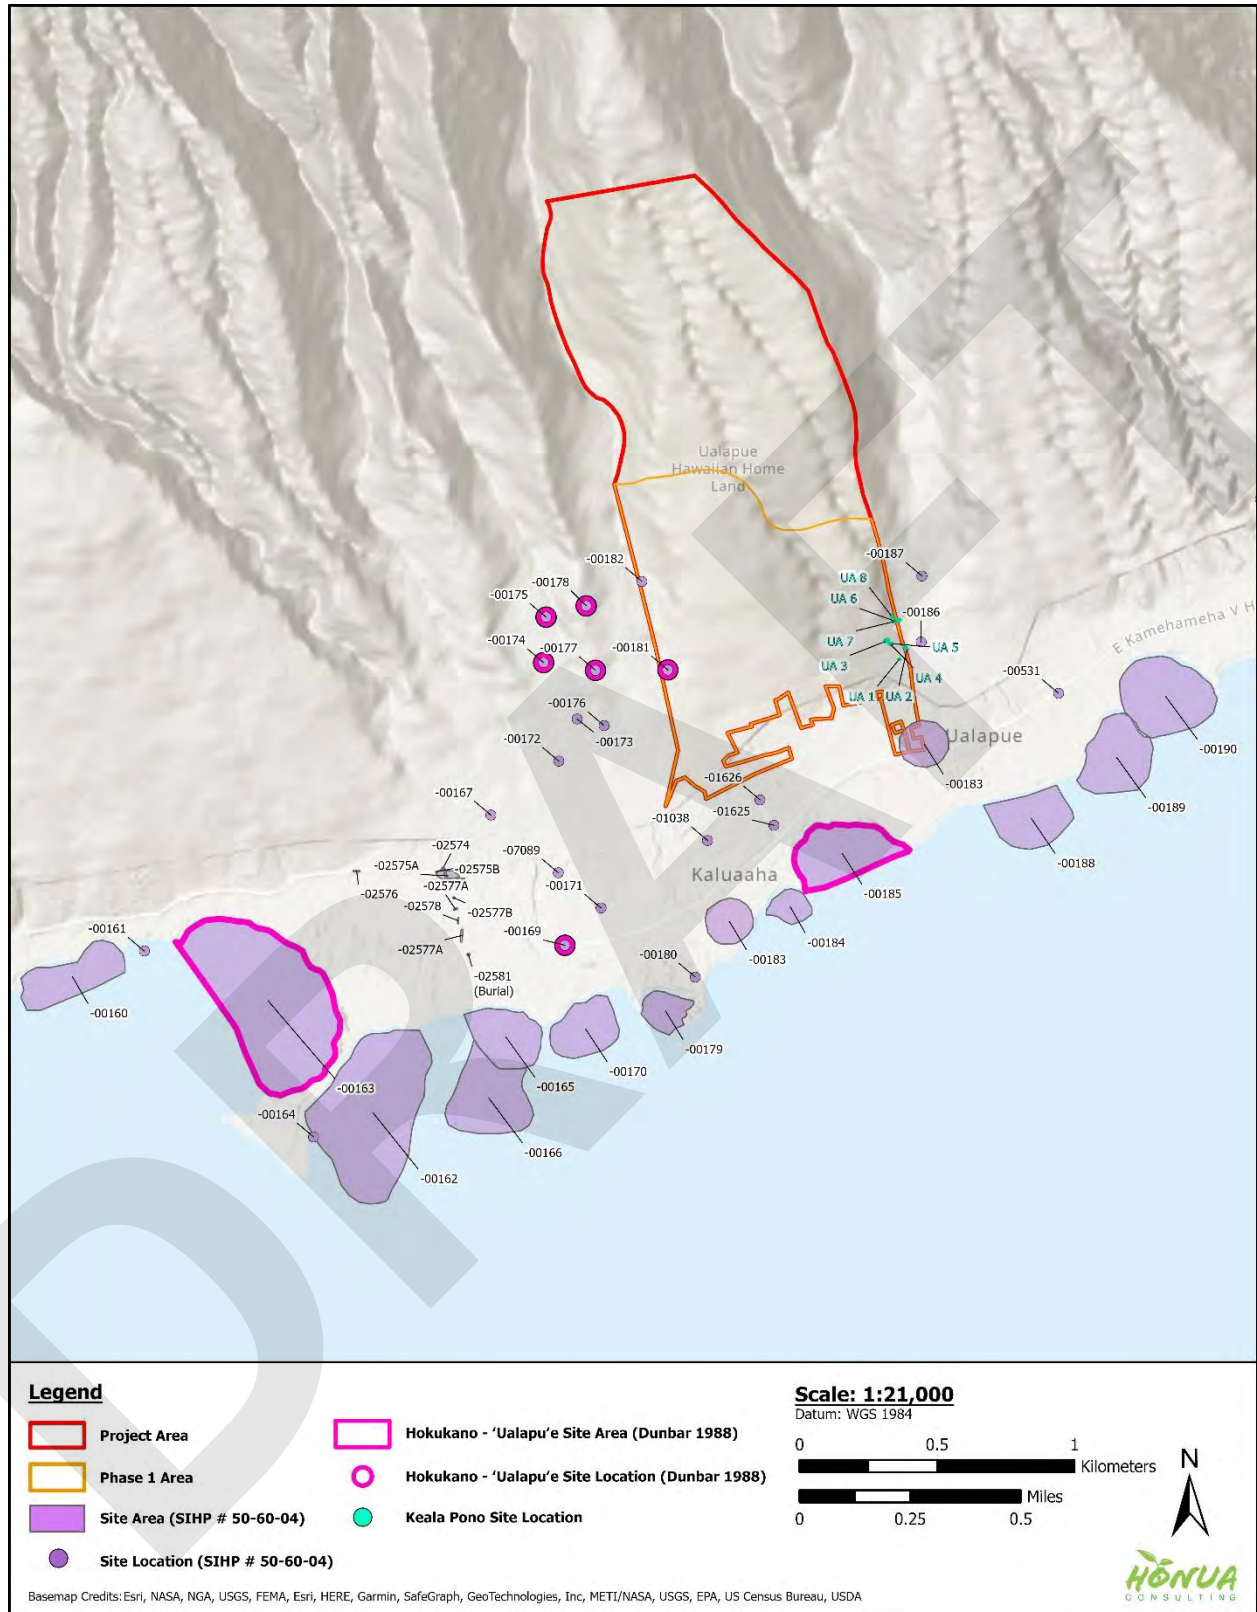 Ualapue
Hawaiian Home
Land
-00182
-00187
-00178
-00175
UA 8
UA 6
-00186
E Kamehameha V H
-00174
-00177
-00181
UA 7
UA 5
UA 3
UA 4
-00531
UA 1
UA 2
-00176
-00173
-00190
Ualapue
-00172
-00183
-01626
-00189
-00167
-01625
-01038
-00188
-02574
-07089
-02575A
-02575B
Kaluaaha
-00185
-02576
-02577A
-00171
-02578
-02577B
-00184
-00161
-02577A
-00169
-00183
-00180
-02581
(Burial)
-00160
-00179
-00170
-00165
-00163
-00164
-00166
-00162
DRAFT
Legend
Project Area
Phase 1 Area
Site Area (SIHP # 50-60-04)
Site Location (SIHP # 50-60-04)
Hokukano - ‘Ualapu’e Site Area (Dunbar 1988)
Hokukano - ‘Ualapu’e Site Location (Dunbar 1988)
Keala Pono Site Location
Scale: 1:21,000
Datum: WGS 1984
0 0.5 1
Kilometers
Miles
0 0.25 0.5
N
HONUA
CONSULTING
Basemap Credits: Esri, NASA, NGA, USGS, FEMA, Esri, HERE, Garmin, SafeGraph, GeoTechnologies, Inc, METI/NASA, USGS, EPA, US Census Bureau, USDA